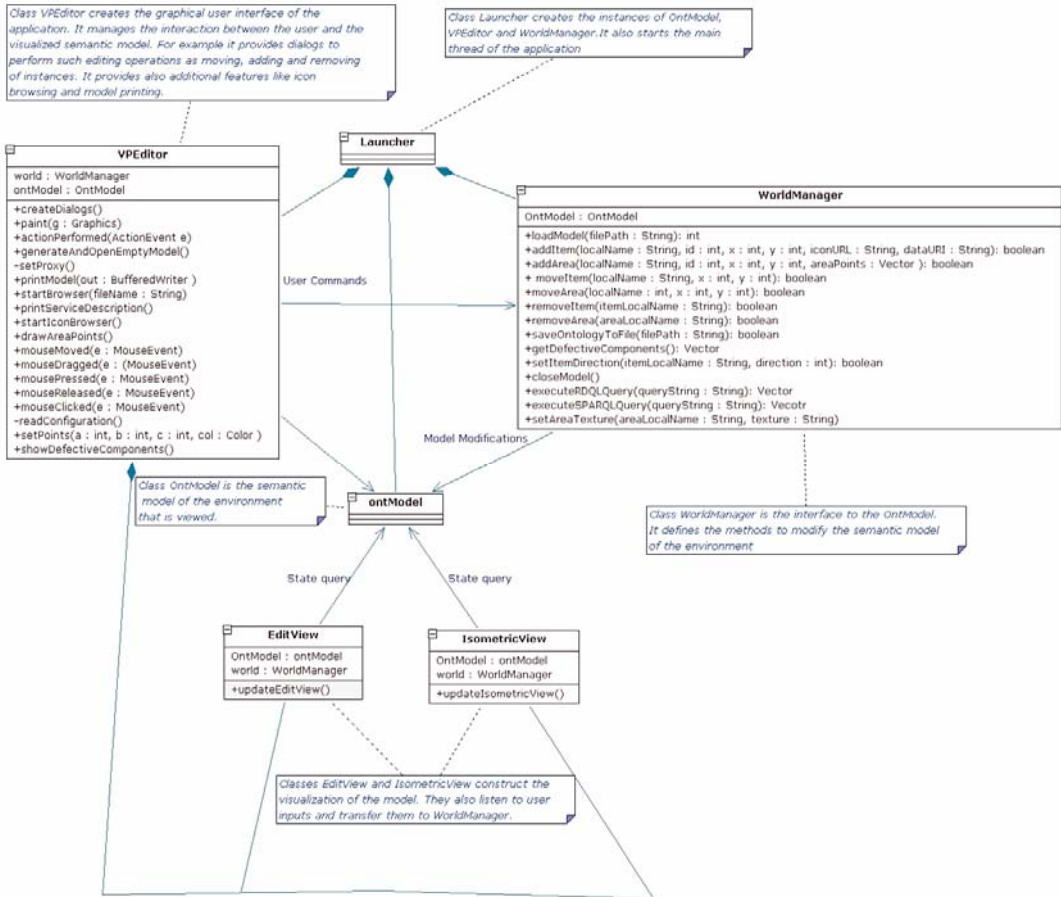 Class VPEditor creates the graphical user interface of the
application. It manages the interaction between the user and the
visualized semantic model. For example it provides dialogs to
perform such editing operations as moving, adding and removing
of instances. It provides also additional features like icon
browsing and model printing.
Class Launcher creates the instances of OntModel,
VPEditor and WorldManager.It also starts the main
thread of the application
Launcher
VPEditor
world : WorldManager
ontModel : OntModel
+createDialogs()
+paint(g : Graphics)
+actionPerformed(ActionEvent e)
+generateAndOpenEmptyModel()
-setProxy()
+printModel(out : BufferedWriter )
+startBrowser(fileName : String)
+printServiceDescription()
+startIconBrowser()
+drawAreaPoints()
+mouseMoved(e : MouseEvent)
+mouseDragged(e : (MouseEvent)
+mousePressed(e : MouseEvent)
+mouseReleased(e : MouseEvent)
+mouseClicked(e : MouseEvent)
-readConfiguration()
+setPoints(a : int, b : int, c : int, col : Color )
+showDefectiveComponents()
User Commands
WorldManager
OntModel : OntModel
+loadModel(filePath : String): int
+addItem(localName : String, id : int, x : int, y : int, iconURL : String, dataURI : String): boolean
+addArea(localName : String, id : int, x : int, y : int, areaPoints : Vector ): boolean
+ moveItem(localName : String, x : int, y : int): boolean
+moveArea(localName : int, x : int, y : int): boolean
+removeItem(itemLocalName : String): boolean
+removeArea(areaLocalName : String): boolean
+saveOntologyToFile(filePath : String): boolean
+getDefectiveComponents(): Vector
+setItemDirection(itemLocalName : String, direction : int): boolean
+closeModel()
+executeRDQLQuery(queryString : String): Vector
+executeSPARQLQuery(queryString : String): Vecotr
+setAreaTexture(areaLocalName : String, texture : String)
Model Modifications
Class OntModel is the semantic
model of the environment
that is viewed.
ontModel
Class WorldManager is the interface to the OntModel.
It defines the methods to modify the semantic model
of the environment
State query
State query
EditView
OntModel : ontModel
world : WorldManager
+updateEditView()
IsometricView
OntModel : ontModel
world : WorldManager
+updateIsometricView()
Classes EditView and IsometricView construct the
visualization of the model. They also listen to user
inputs and transfer them to WorldManager.